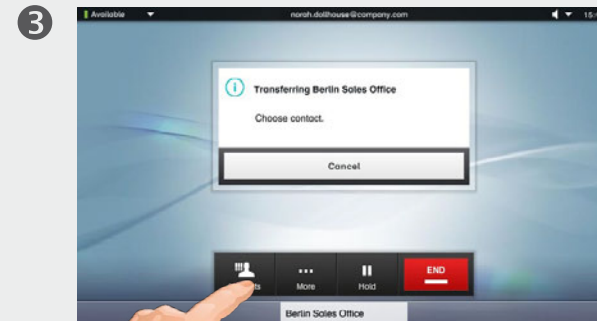 3
Available norah.dollhouse@company.com
Transferring Berlin Sales Office
Choose contact.
Cancel
More Hold END
Berlin Sales Office